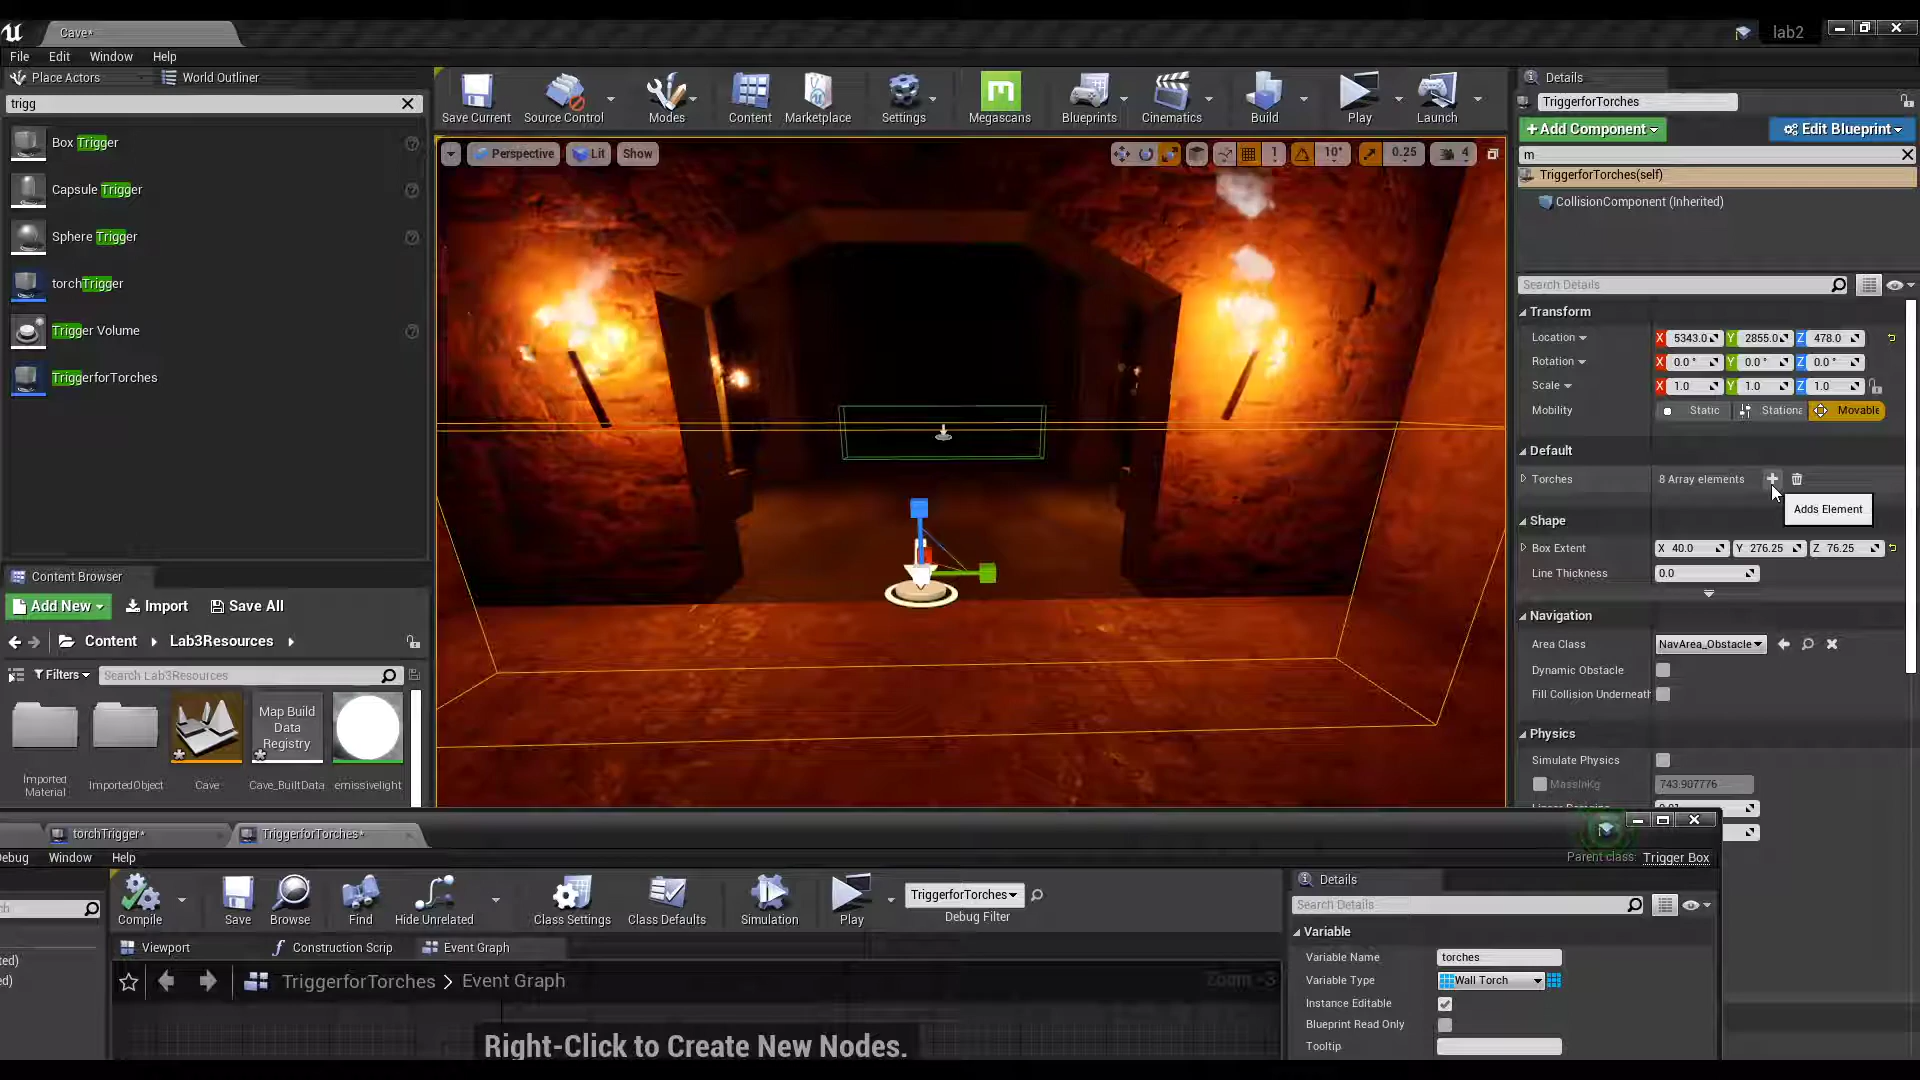 Cave*
lab2
File Edit Window Help
Place Actors
World Outliner
trigg
Box Trigger
Capsule Trigger
Sphere Trigger
torchTrigger
Trigger Volume
TriggerforTorches
Save Current
Source Control
Modes
Content
Marketplace
Settings
Megascans
Blueprints
Cinematics
Build
Play
Launch
Perspective
Lit
Show
1
10°
0.25
4
Details
TriggerforTorches
+Add Component
Edit Blueprint
m
TriggerforTorches(self)
CollisionComponent (Inherited)
Search Details
Transform
Location X 5343.0 Y 2855.0 Z 478.0
Rotation X 0.0 ° Y 0.0 ° Z 0.0 °
Scale X 1.0 Y 1.0 Z 1.0
Mobility Static Stationa Movable
Default
Torches 8 Array elements
Adds Element
Shape
Box Extent X 40.0 Y 276.25 Z 76.25
Line Thickness 0.0
Navigation
Area Class NavArea_Obstacle
Dynamic Obstacle
Fill Collision Underneath
Physics
Simulate Physics
MassInKg 743.907776
Content Browser
Add New
Import
Save All
Content
Lab3Resources
Filters
Search Lab3Resources
Imported Material
ImportedObject
Cave
Map Build Data Registry
Cave_BuiltData
emissivelight
torchTrigger*
TriggerforTorches*
Debug Window Help
Parent class: Trigger Box
Compile
Save
Browse
Find
Hide Unrelated
Class Settings
Class Defaults
Simulation
Play
TriggerforTorches
Debug Filter
Viewport
Construction Scrip
Event Graph
TriggerforTorches > Event Graph
Zoom -3
Right-Click to Create New Nodes.
Details
Search Details
Variable
Variable Name torches
Variable Type Wall Torch
Instance Editable
Blueprint Read Only
Tooltip